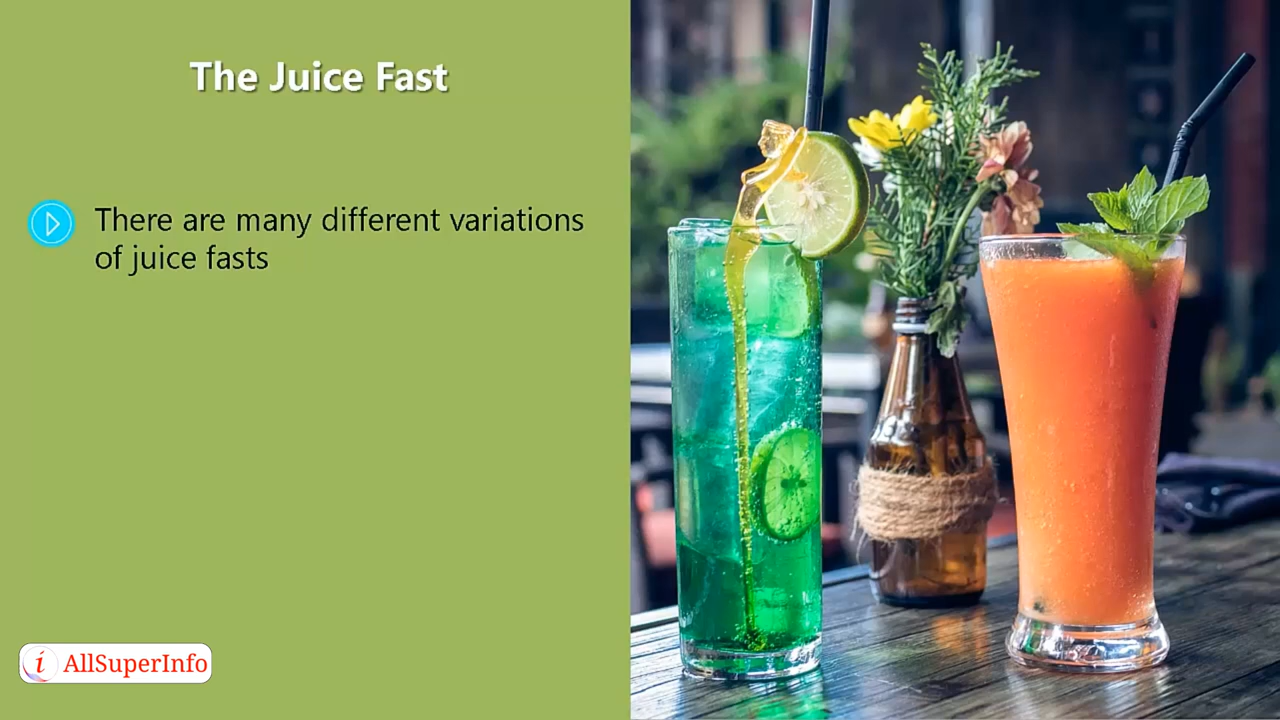 The Juice Fast
There are many different variations
of juice fasts
i AllSuperInfo